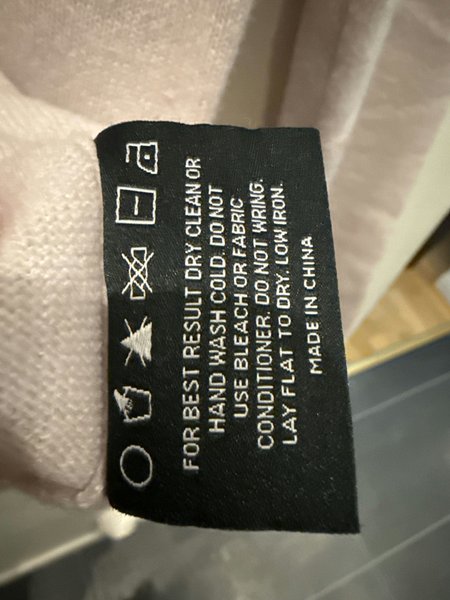 FOR BEST RESULT DRY CLEAN OR
HAND WASH COLD. DO NOT
USE BLEACH OR FABRIC
CONDITIONER. DO NOT WRING.
LAY FLAT TO DRY. LOW IRON.
MADE IN CHINA